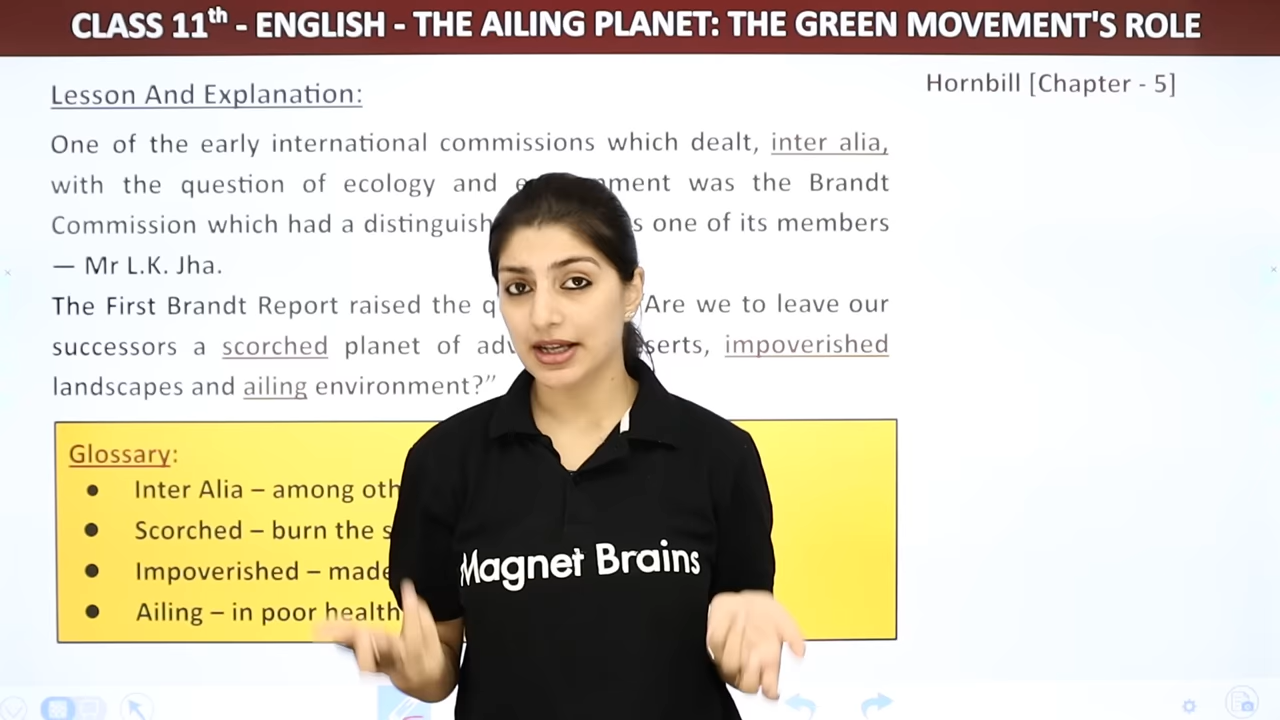 CLASS 11th - ENGLISH - THE AILING PLANET: THE GREEN MOVEMENT'S ROLE
Hornbill [Chapter - 5]
Lesson And Explanation:
One of the early international commissions which dealt, inter alia,
with the question of ecology and was the Brandt
Commission which had a one of its members
— Mr L.K. Jha.
The First Brandt Report raised the Are we to leave our
successors a scorched planet of impoverished
landscapes and ailing environment?”
Glossary:
● Inter Alia – among
● Scorched – burn the
● Impoverished – made
● Ailing – in poor health
Magnet Brains